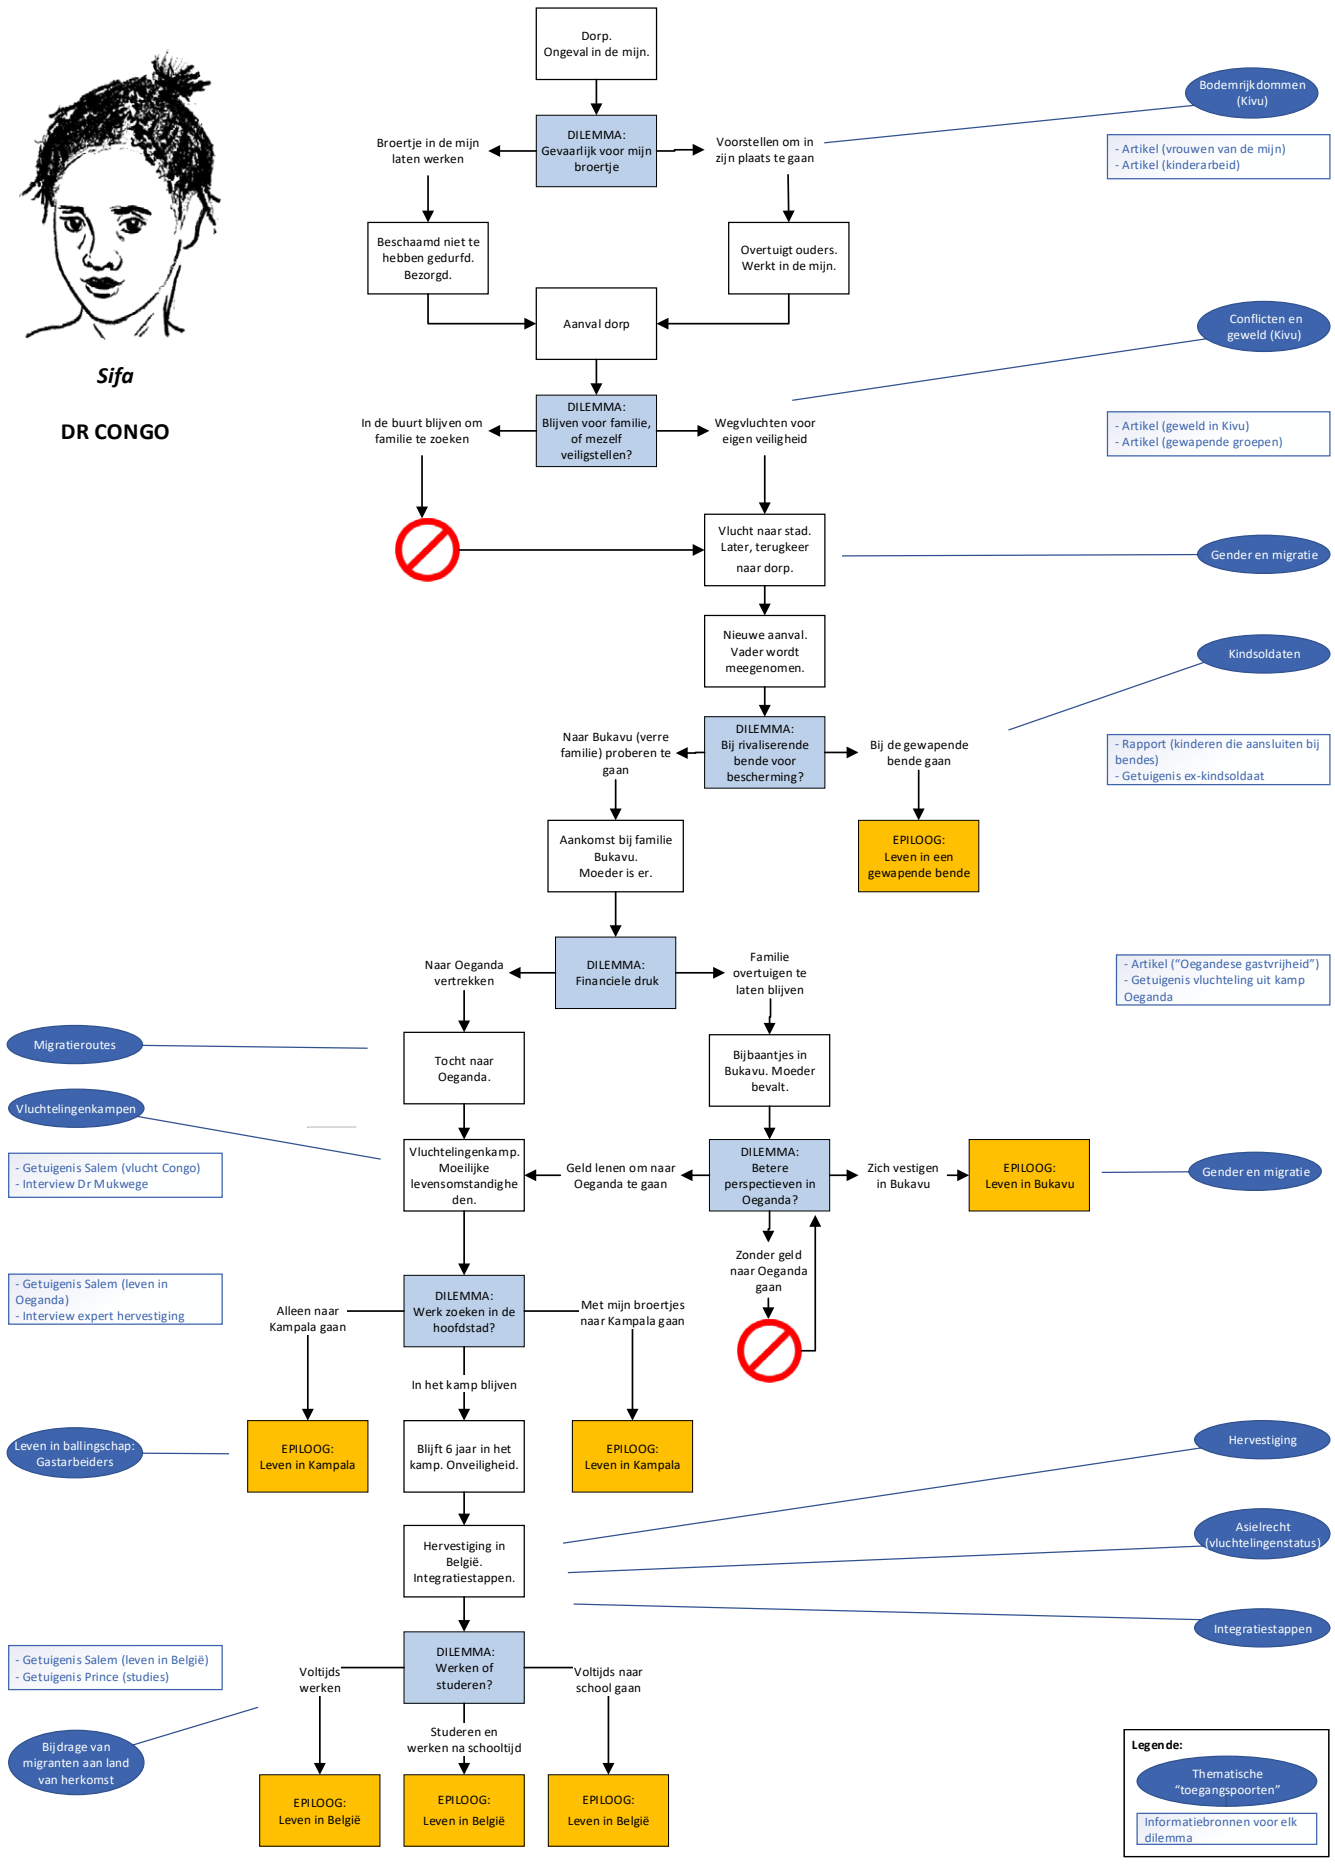 Dorp.
Ongeval in de mijn.
Bodemrijkdommen
(Kivu)
DILEMMA:
Gevaarlijk voor mijn
broertje
Broertje in de mijn
laten werken
Voorstellen om in
zijn plaats te gaan
- Artikel (vrouwen van de mijn)
- Artikel (kinderarbeid)
Beschaamd niet te
hebben gedurfd.
Bezorgd.
Overtuigt ouders.
Werkt in de mijn.
Aanval dorp
Conflicten en
geweld (Kivu)
Sifa
DR CONGO
In de buurt blijven om
familie te zoeken
DILEMMA:
Blijven voor familie,
of mezelf
veiligstellen?
Wegvluchten voor
eigen veiligheid
- Artikel (geweld in Kivu)
- Artikel (gewapende groepen)
Vlucht naar stad.
Later, terugkeer
naar dorp.
Gender en migratie
Nieuwe aanval.
Vader wordt
meegenomen.
Kindsoldaten
Naar Bukavu (verre
familie) proberen te
gaan
DILEMMA:
Bij rivaliserende
bende voor
bescherming?
Bij de gewapende
bende gaan
- Rapport (kinderen die aansluiten bij
bendes)
- Getuigenis ex-kindsoldaat
Aankomst bij familie
Bukavu.
Moeder is er.
EPILOOG:
Leven in een
gewapende bende
Naar Oeganda
vertrekken
DILEMMA:
Financiele druk
Familie
overtuigen te
laten blijven
- Artikel (“Oegandese gastvrijheid”)
- Getuigenis vluchteling uit kamp
Oeganda
Migratieroutes
Tocht naar
Oeganda.
Bijbaantjes in
Bukavu. Moeder
bevalt.
Vluchtelingenkampen
- Getuigenis Salem (vlucht Congo)
- Interview Dr Mukwege
Vluchtelingenkamp.
Moeilijke
levensomstandighe
den.
Geld lenen om naar
Oeganda te gaan
DILEMMA:
Betere
perspectieven in
Oeganda?
Zich vestigen
in Bukavu
EPILOOG:
Leven in Bukavu
Gender en migratie
Zonder geld
naar Oeganda
gaan
- Getuigenis Salem (leven in
Oeganda)
- Interview expert hervestiging
Alleen naar
Kampala gaan
DILEMMA:
Werk zoeken in de
hoofdstad?
Met mijn broertjes
naar Kampala gaan
In het kamp blijven
Leven in ballingschap:
Gastarbeiders
EPILOOG:
Leven in Kampala
Blijft 6 jaar in het
kamp. Onveiligheid.
EPILOOG:
Leven in Kampala
Hervestiging
Hervestiging in
België.
Integratiestappen.
Asielrecht
(vluchtelingenstatus)
Integratiestappen
- Getuigenis Salem (leven in België)
- Getuigenis Prince (studies)
Voltijds
werken
DILEMMA:
Werken of
studeren?
Voltijds naar
school gaan
Studeren en
werken na schooltijd
Bijdrage van
migranten aan land
van herkomst
EPILOOG:
Leven in België
EPILOOG:
Leven in België
EPILOOG:
Leven in België
Legende:
Thematische
“toegangspoorten”
Informatiebronnen voor elk
dilemma